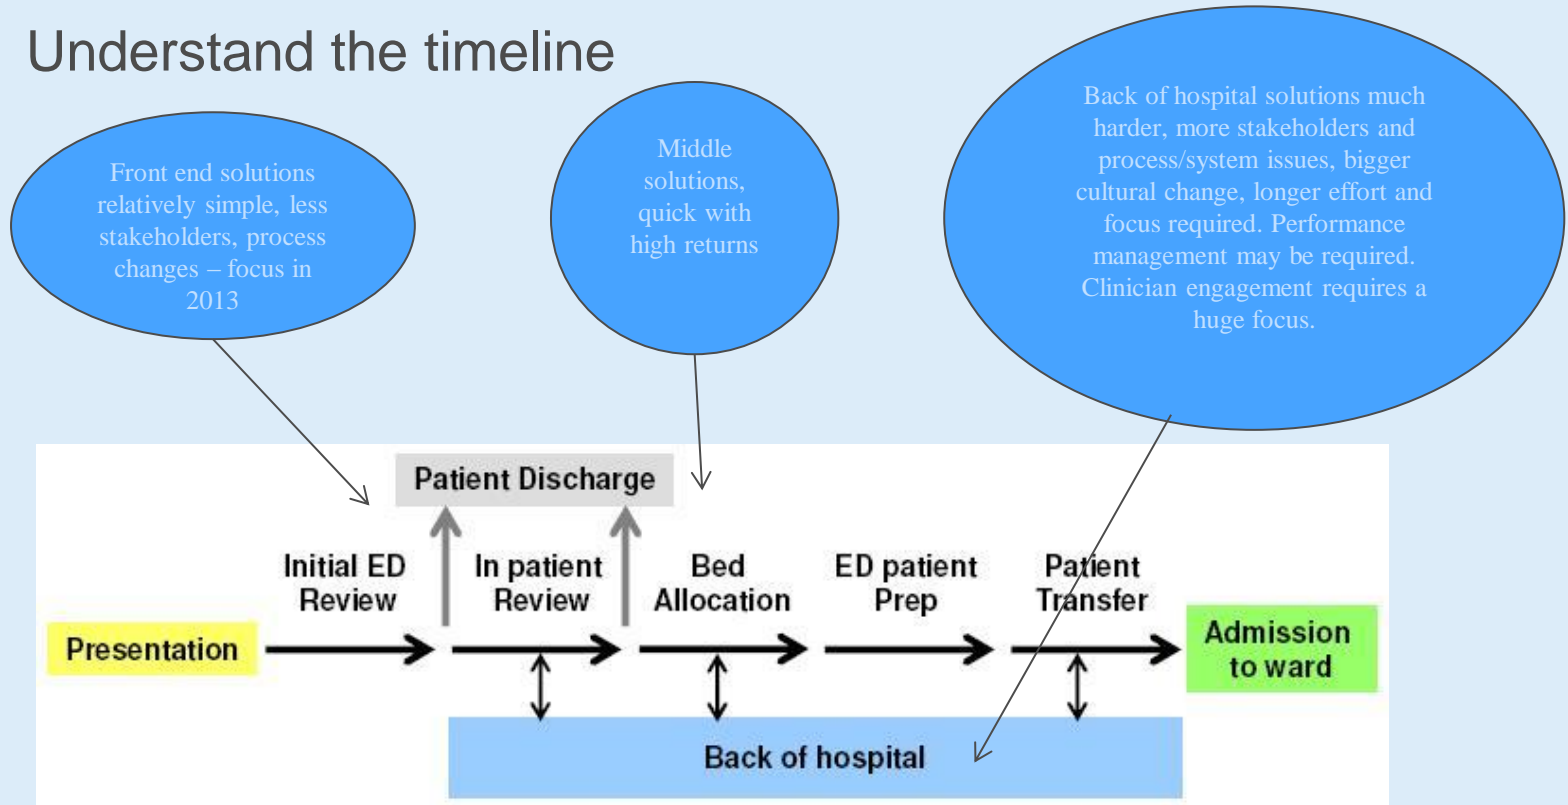 Understand the timeline
Front end solutions
relatively simple, less
stakeholders, process
changes – focus in
2013
Middle
solutions,
quick with
high returns
Back of hospital solutions much
harder, more stakeholders and
process/system issues, bigger
cultural change, longer effort and
focus required. Performance
management may be required.
Clinician engagement requires a
huge focus.
Patient Discharge
Initial ED
Review
In patient
Review
Bed
Allocation
ED patient
Prep
Patient
Transfer
Presentation
Admission
to ward
Back of hospital